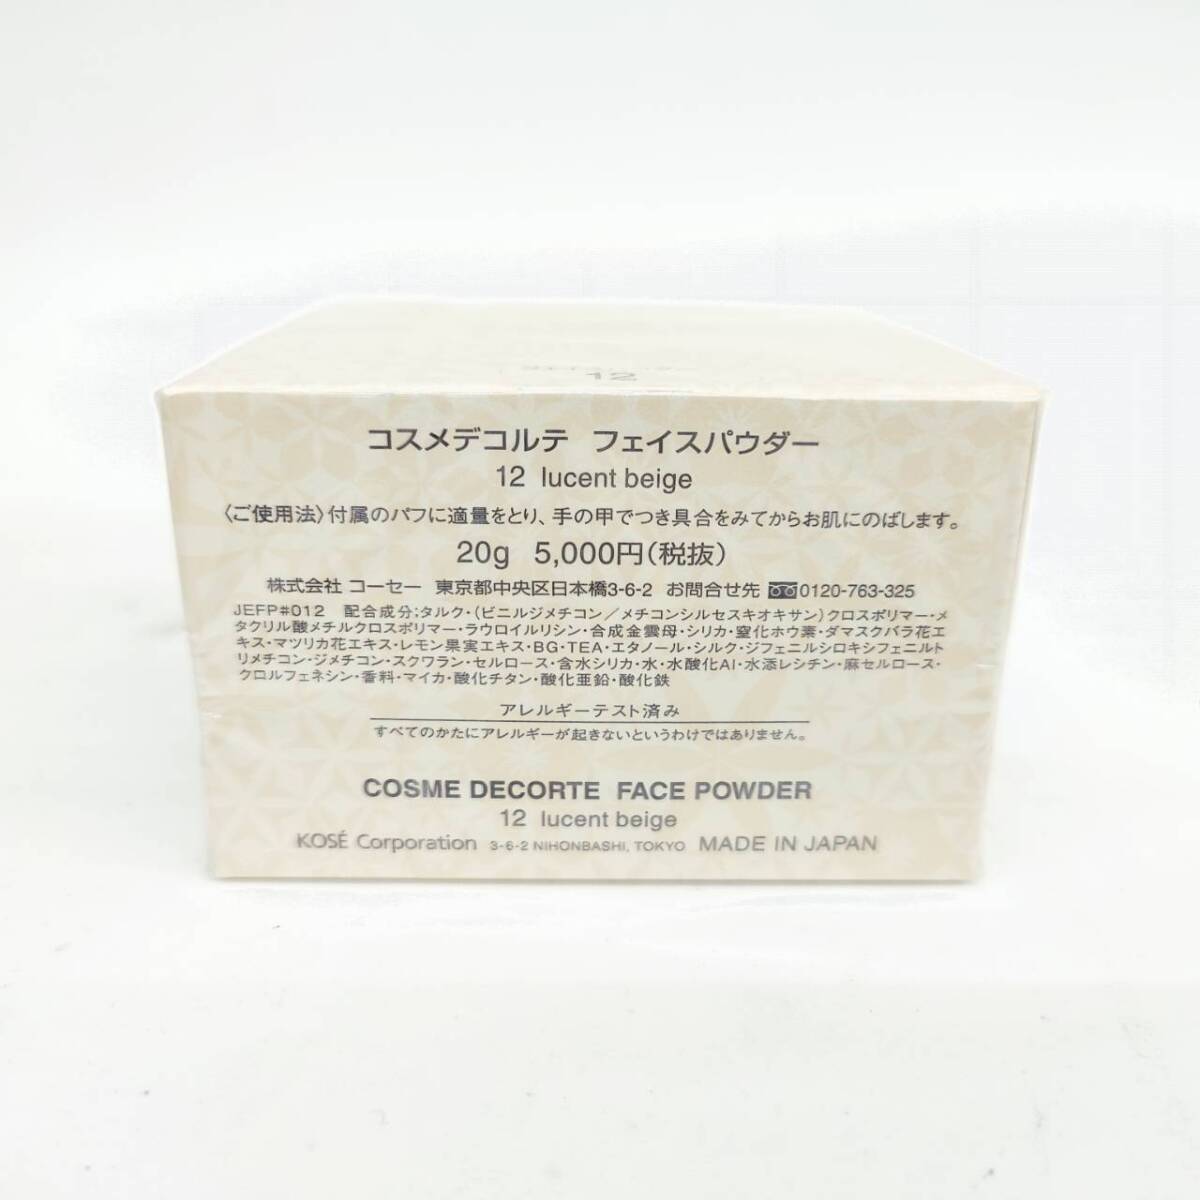 12
コスメデコルテ フェイスパウダー
12 lucent beige
〈ご使用法〉付属のパフに適量をとり、手の甲でつき具合をみてからお肌にのばします。
20g 5,000円(税抜)
株式会社 コーセー 東京都中央区日本橋3-6-2 お問合せ先 0120-763-325
JEFP#012 配合成分;タルク・(ビニルジメチコン/メチコンシルセスキオキサン)クロスポリマー・メ
タクリル酸メチルクロスポリマー・ラウロイルリシン・合成金雲母・シリカ・窒化ホウ素・ダマスクバラ花エ
キス・マツリカ花エキス・レモン果実エキス・BG・TEA・エタノール・シルク・ジフェニルシロキシフェニルト
リメチコン・ジメチコン・スクワラン・セルロース・含水シリカ・水・水酸化Al・水添レシチン・麻セルロース・
クロルフェネシン・香料・マイカ・酸化チタン・酸化亜鉛・酸化鉄
アレルギーテスト済み
すべてのかたにアレルギーが起きないというわけではありません。
COSME DECORTE FACE POWDER
12 lucent beige
KOSÉ Corporation 3-6-2 NIHONBASHI, TOKYO MADE IN JAPAN